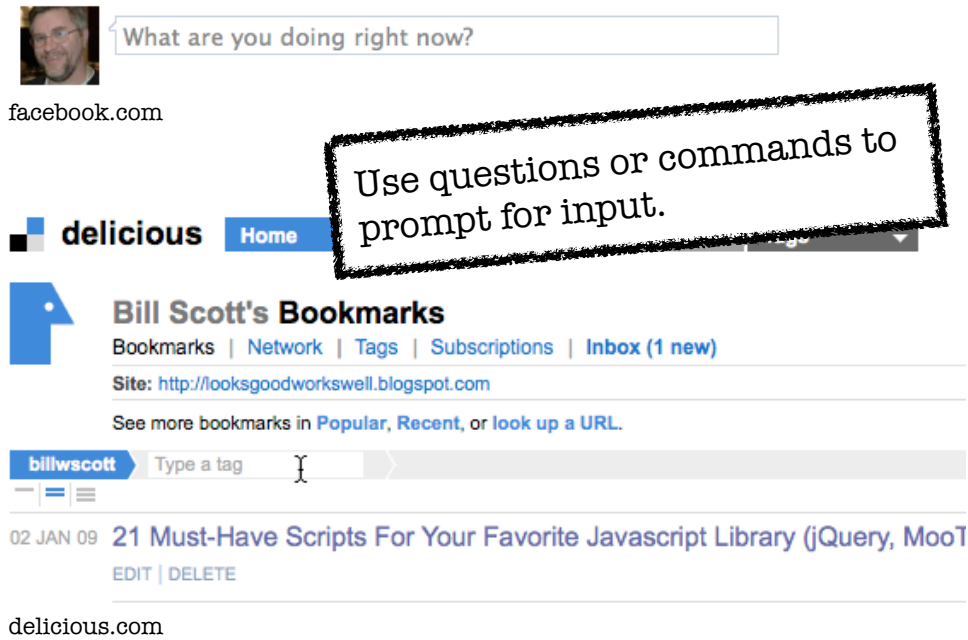 What are you doing right now?
facebook.com
Use questions or commands to
prompt for input.
delicious
Home
Bill Scott's Bookmarks
Bookmarks | Network | Tags | Subscriptions | Inbox (1 new)
Site: http://looksgoodworkswell.blogspot.com
See more bookmarks in Popular, Recent, or look up a URL.
billwscott Type a tag
02 JAN 09 21 Must-Have Scripts For Your Favorite Javascript Library (jQuery, MooT
EDIT | DELETE
delicious.com